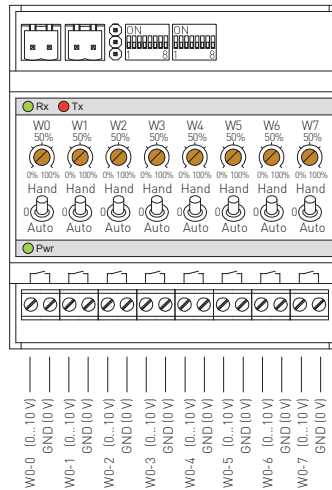 ON ON
1 8 1 8
Rx Tx
W0 W1 W2 W3 W4 W5 W6 W7
50% 50% 50% 50% 50% 50% 50% 50%
0% 100% 0% 100% 0% 100% 0% 100% 0% 100% 0% 100% 0% 100% 0% 100%
Hand Hand Hand Hand Hand Hand Hand Hand
0 0 0 0 0 0 0 0
Auto Auto Auto Auto Auto Auto Auto Auto
Pwr
W0-0 (0...10 V)
GND (0 V)
W0-1 (0...10 V)
GND (0 V)
W0-2 (0...10 V)
GND (0 V)
W0-3 (0...10 V)
GND (0 V)
W0-4 (0...10 V)
GND (0 V)
W0-5 (0...10 V)
GND (0 V)
W0-6 (0...10 V)
GND (0 V)
W0-7 (0...10 V)
GND (0 V)